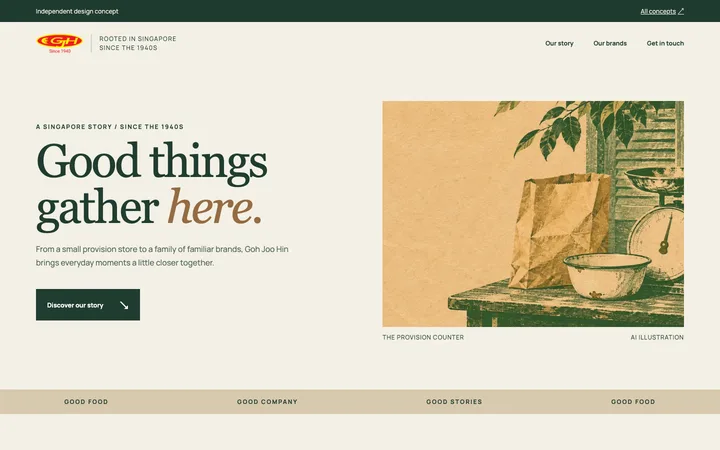 Independent design concept
All concepts ↗
EGJH
Since 1940
ROOTED IN SINGAPORE
SINCE THE 1940S
Our story
Our brands
Get in touch
A SINGAPORE STORY / SINCE THE 1940S
Good things
gather here.
From a small provision store to a family of familiar brands, Goh Joo Hin
brings everyday moments a little closer together.
Discover our story ↘
THE PROVISION COUNTER
AI ILLUSTRATION
GOOD FOOD
GOOD COMPANY
GOOD STORIES
GOOD FOOD